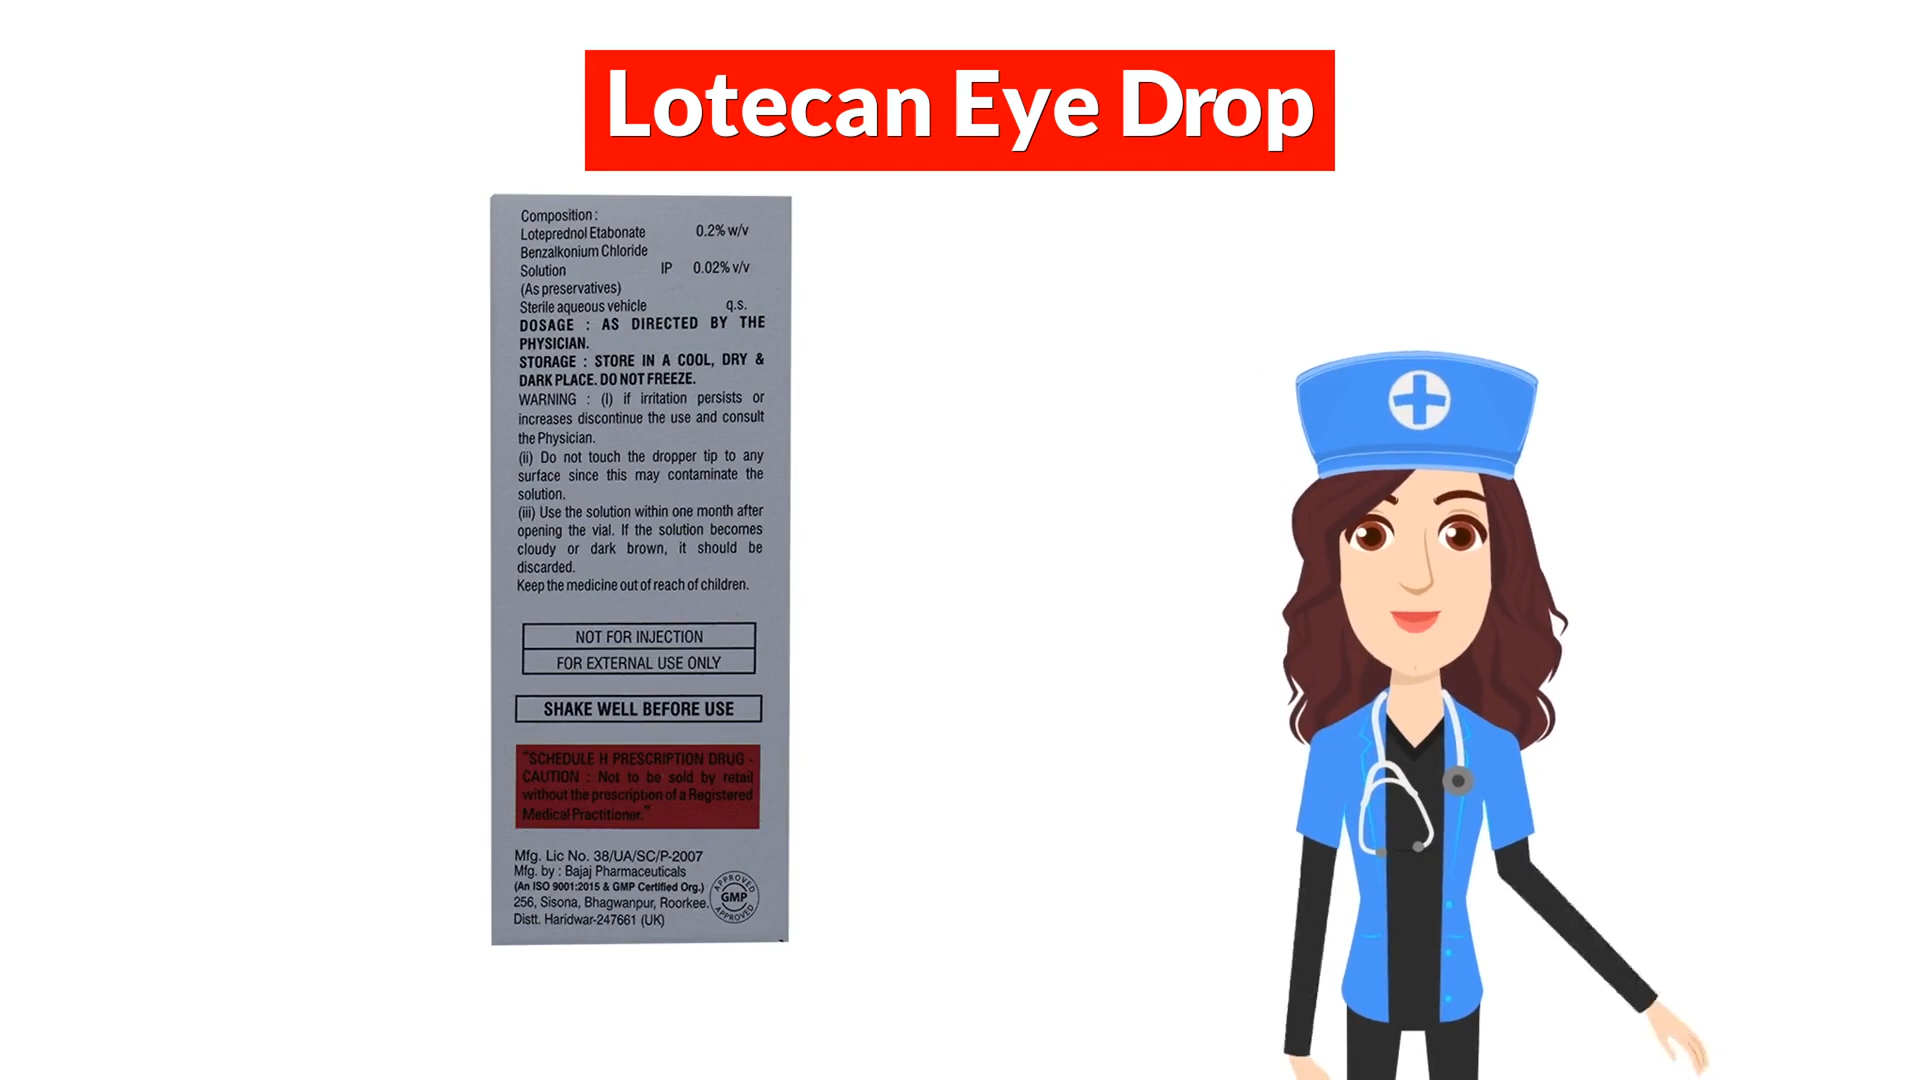 Lotecan Eye Drop
Composition :
Loteprednol Etabonate 0.2% w/v
Benzalkonium Chloride
Solution IP 0.02% v/v
(As preservatives)
Sterile aqueous vehicle q.s.
DOSAGE : AS DIRECTED BY THE
PHYSICIAN.
STORAGE : STORE IN A COOL, DRY &
DARK PLACE. DO NOT FREEZE.
WARNING : (I) if irritation persists or
increases discontinue the use and consult
the Physician.
(ii) Do not touch the dropper tip to any
surface since this may contaminate the
solution.
(iii) Use the solution within one month after
opening the vial. If the solution becomes
cloudy or dark brown, it should be
discarded.
Keep the medicine out of reach of children.
NOT FOR INJECTION
FOR EXTERNAL USE ONLY
SHAKE WELL BEFORE USE
"SCHEDULE H PRESCRIPTION DRUG -
CAUTION : Not to be sold by retail
without the prescription of a Registered
Medical Practitioner."
Mfg. Lic No. 38/UA/SC/P-2007
Mfg. by : Bajaj Pharmaceuticals
(An ISO 9001:2015 & GMP Certified Org.)
256, Sisona, Bhagwanpur, Roorkee.
Distt. Haridwar-247661 (UK)
APPROVED
GMP
APPROVED